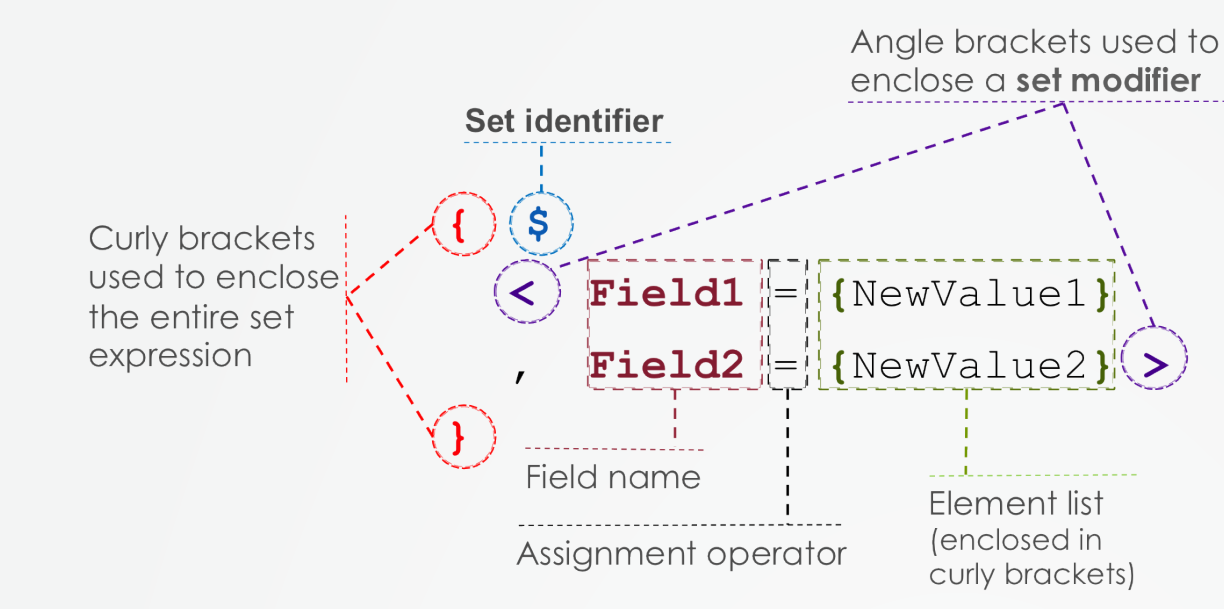 Angle brackets used to
enclose a set modifier
Set identifier
{ $
Curly brackets
used to enclose
the entire set
expression
< Field1 = {NewValue1}
, Field2 = {NewValue2} >
}
Field name
Assignment operator
Element list
(enclosed in
curly brackets)